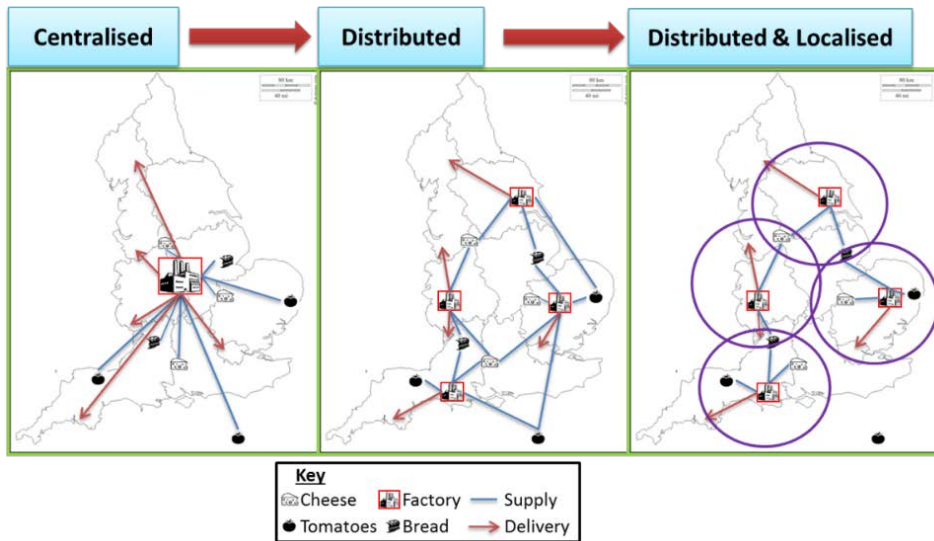 Centralised
Distributed
Distributed & Localised
Key
Cheese
Factory
Supply
Tomatoes
Bread
Delivery